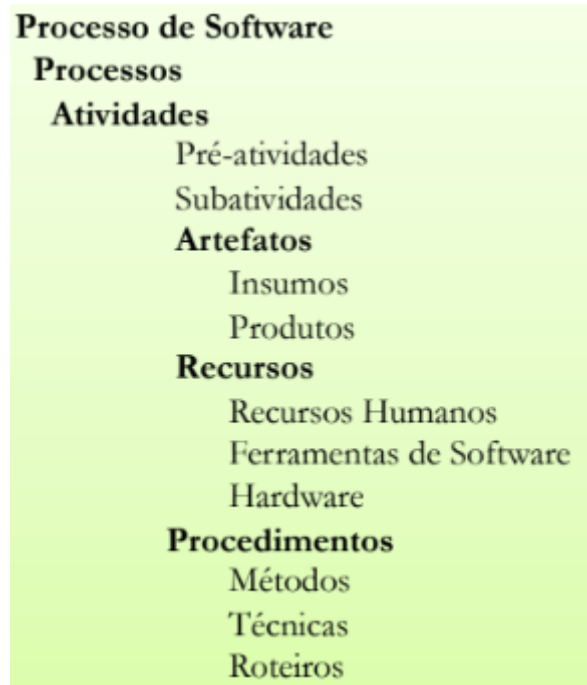 Processo de Software
Processos
Atividades
Pré-atividades
Subatividades
Artefatos
Insumos
Produtos
Recursos
Recursos Humanos
Ferramentas de Software
Hardware
Procedimentos
Métodos
Técnicas
Roteiros